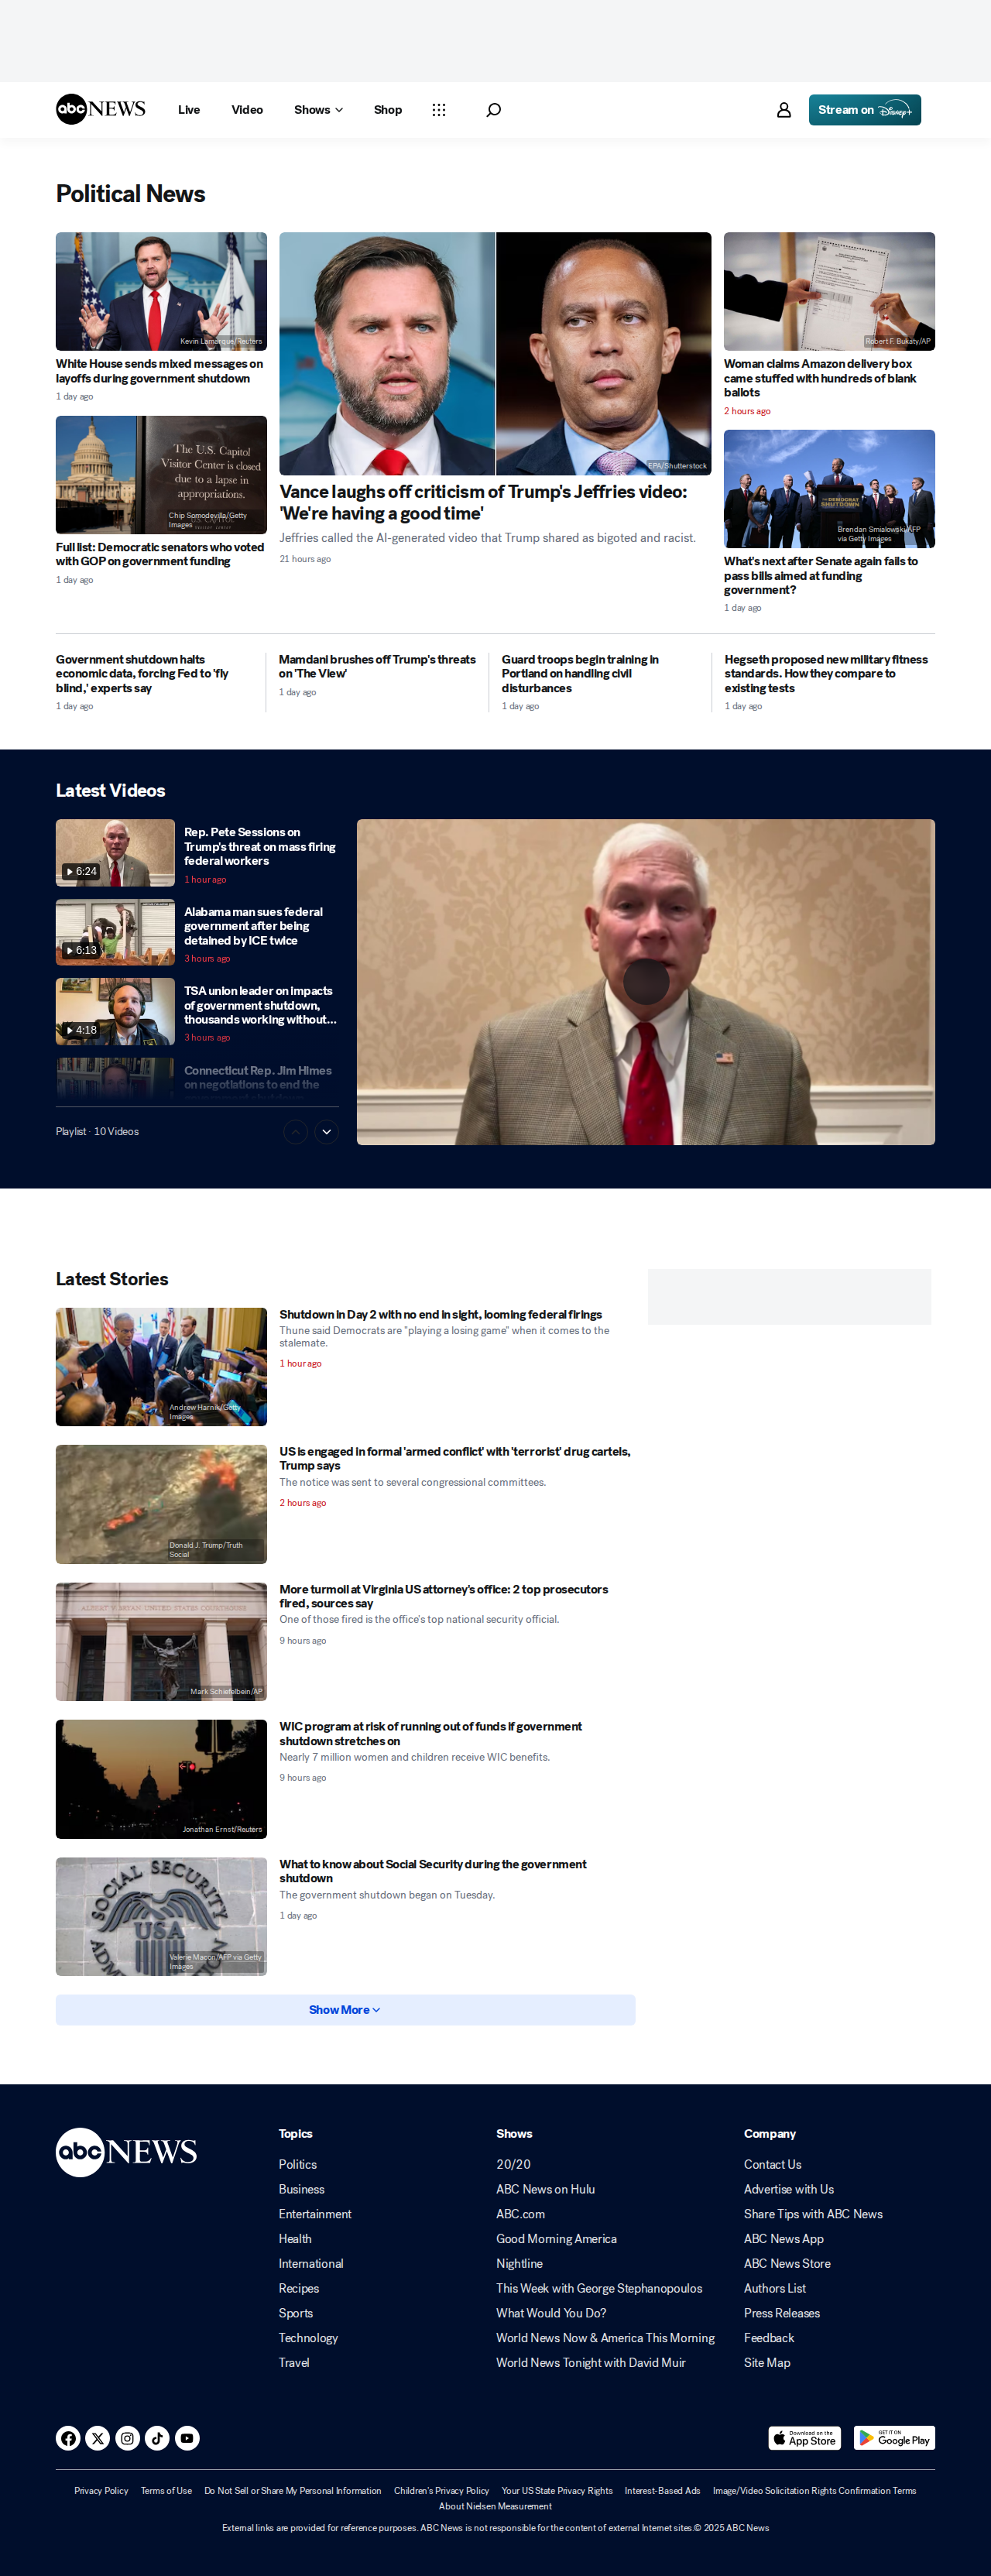 abc NEWS
Live
Video
Shows
Shop
Stream on Disney+
Political News
Kevin Lamarque/Reuters
White House sends mixed messages on
layoffs during government shutdown
1 day ago
The U.S. Capitol
Visitor Center is closed
due to a lapse in
appropriations.
Chip Somodevilla/Getty
Images
Full list: Democratic senators who voted
with GOP on government funding
1 day ago
EPA/Shutterstock
Vance laughs off criticism of Trump's Jeffries video:
'We're having a good time'
Jeffries called the AI-generated video that Trump shared as bigoted and racist.
21 hours ago
Robert F. Bukaty/AP
Woman claims Amazon delivery box
came stuffed with hundreds of blank
ballots
2 hours ago
DEMOCRAT
SHUTDOWN
Brendan Smialowski/AFP
via Getty Images
What's next after Senate again fails to
pass bills aimed at funding
government?
1 day ago
Government shutdown halts
economic data, forcing Fed to 'fly
blind,' experts say
1 day ago
Mamdani brushes off Trump's threats
on 'The View'
1 day ago
Guard troops begin training in
Portland on handling civil
disturbances
1 day ago
Hegseth proposed new military fitness
standards. How they compare to
existing tests
1 day ago
Latest Videos
6:24
Rep. Pete Sessions on
Trump's threat on mass firing
federal workers
1 hour ago
6:13
Alabama man sues federal
government after being
detained by ICE twice
3 hours ago
4:18
TSA union leader on impacts
of government shutdown,
thousands working without...
3 hours ago
Connecticut Rep. Jim Himes
on negotiations to end the
Playlist · 10 Videos
Latest Stories
Andrew Harnik/Getty
Images
Shutdown in Day 2 with no end in sight, looming federal firings
Thune said Democrats are "playing a losing game" when it comes to the
stalemate.
1 hour ago
Donald J. Trump/Truth
Social
US is engaged in formal 'armed conflict' with 'terrorist' drug cartels,
Trump says
The notice was sent to several congressional committees.
2 hours ago
ALBERT V. BRYAN UNITED STATES COURTHOUSE
Mark Schiefelbein/AP
More turmoil at Virginia US attorney's office: 2 top prosecutors
fired, sources say
One of those fired is the office's top national security official.
9 hours ago
Jonathan Ernst/Reuters
WIC program at risk of running out of funds if government
shutdown stretches on
Nearly 7 million women and children receive WIC benefits.
9 hours ago
SOCIAL SECURITY
USA
Valerie Macon/AFP via Getty
Images
What to know about Social Security during the government
shutdown
The government shutdown began on Tuesday.
1 day ago
Show More
abc NEWS
Topics
Politics
Business
Entertainment
Health
International
Recipes
Sports
Technology
Travel
Shows
20/20
ABC News on Hulu
ABC.com
Good Morning America
Nightline
This Week with George Stephanopoulos
What Would You Do?
World News Now & America This Morning
World News Tonight with David Muir
Company
Contact Us
Advertise with Us
Share Tips with ABC News
ABC News App
ABC News Store
Authors List
Press Releases
Feedback
Site Map
Download on the
App Store
GET IT ON
Google Play
Privacy Policy Terms of Use Do Not Sell or Share My Personal Information Children's Privacy Policy Your US State Privacy Rights Interest-Based Ads Image/Video Solicitation Rights Confirmation Terms
About Nielsen Measurement
External links are provided for reference purposes. ABC News is not responsible for the content of external Internet sites.© 2025 ABC News